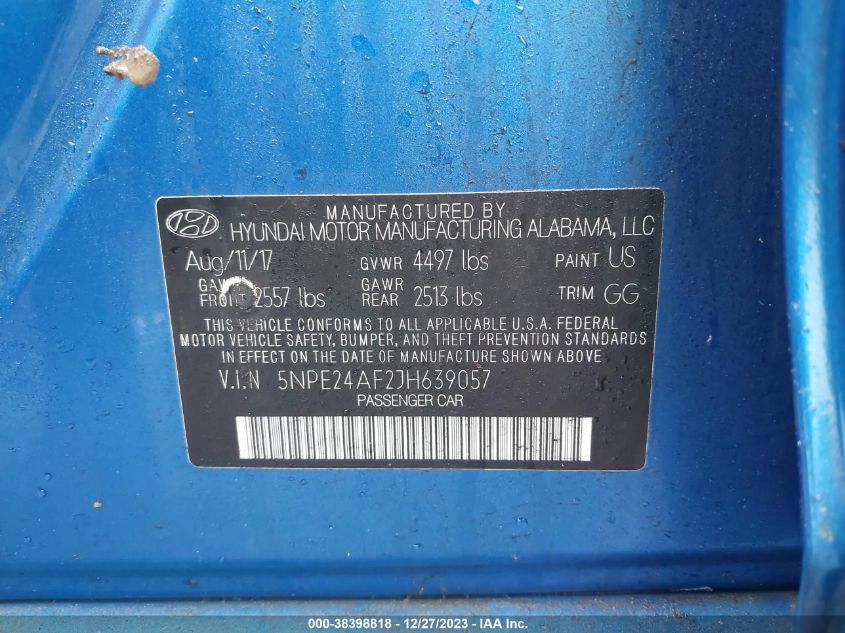 MANUFACTURED BY
HYUNDAI MOTOR MANUFACTURING ALABAMA, LLC
Aug/11/17 GVWR 4497 lbs PAINT US
GAWR FRONT 2557 lbs GAWR REAR 2513 lbs TRIM GG
THIS VEHICLE CONFORMS TO ALL APPLICABLE U.S.A. FEDERAL
MOTOR VEHICLE SAFETY, BUMPER, AND THEFT PREVENTION STANDARDS
IN EFFECT ON THE DATE OF MANUFACTURE SHOWN ABOVE.
V.I.N 5NPE24AF2JH639057
PASSENGER CAR
000-38398818 - 12/27/2023 - IAA Inc.